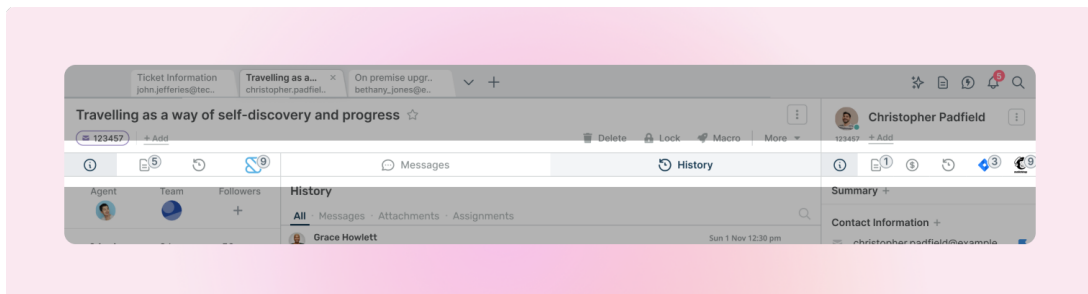 Ticket Information
john.jefferies@tec..
Travelling as a... ×
christopher.padfiel..
On premise upgr..
bethany_jones@e..
5
Travelling as a way of self-discovery and progress
123457
+ Add
Delete
Lock
Macro
More
Christopher Padfield
123457
+ Add
5
9
Messages
History
1
3
9
Agent
Team
Followers
History
All · Messages · Attachments · Assignments
Grace Howlett
Sun 1 Nov 12:30 pm
Summary +
Contact Information +
christopher.padfield@example